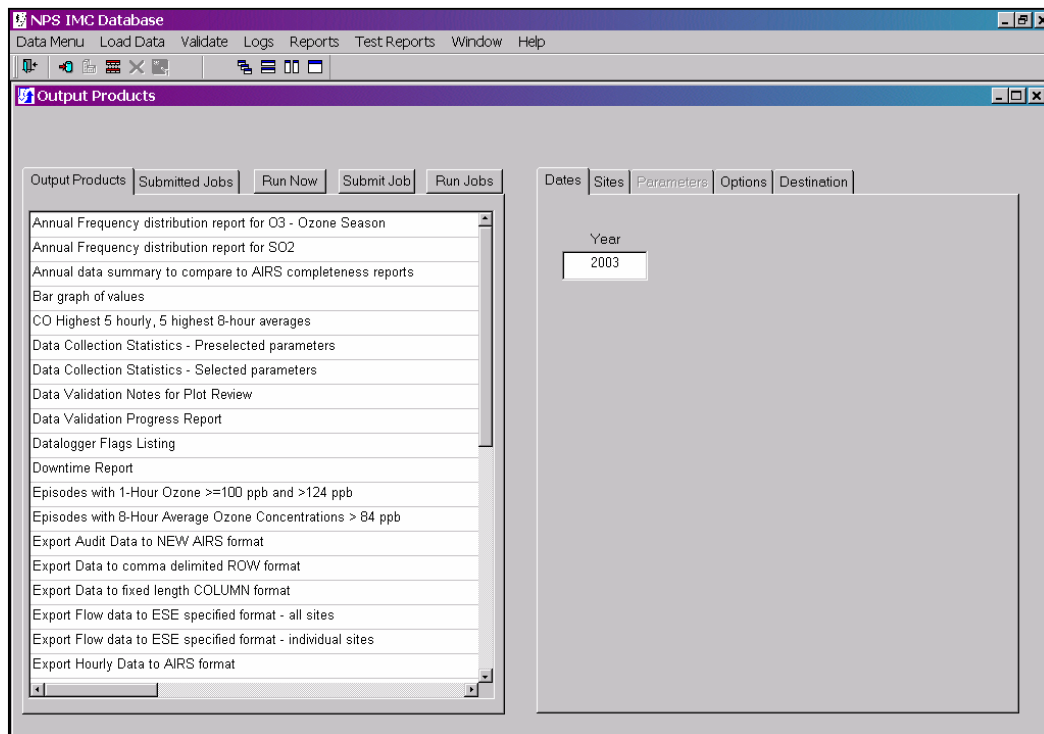 NPS IMC Database
Data Menu Load Data Validate Logs Reports Test Reports Window Help
Output Products
Output Products Submitted Jobs Run Now Submit Job Run Jobs
Dates Sites Parameters Options Destination
Year
2003
Annual Frequency distribution report for O3 - Ozone Season
Annual Frequency distribution report for SO2
Annual data summary to compare to AIRS completeness reports
Bar graph of values
CO Highest 5 hourly, 5 highest 8-hour averages
Data Collection Statistics - Preselected parameters
Data Collection Statistics - Selected parameters
Data Validation Notes for Plot Review
Data Validation Progress Report
Datalogger Flags Listing
Downtime Report
Episodes with 1-Hour Ozone >=100 ppb and >124 ppb
Episodes with 8-Hour Average Ozone Concentrations > 84 ppb
Export Audit Data to NEW AIRS format
Export Data to comma delimited ROW format
Export Data to fixed length COLUMN format
Export Flow data to ESE specified format - all sites
Export Flow data to ESE specified format - individual sites
Export Hourly Data to AIRS format